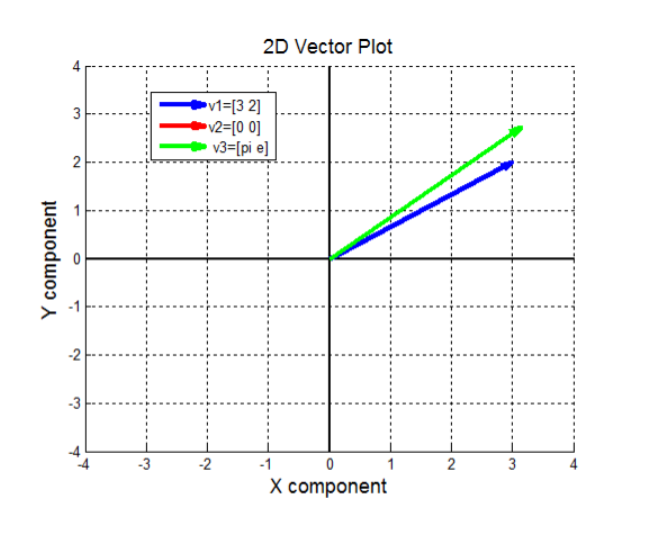 2D Vector Plot
4
3
2
1
0
-1
-2
-3
-4
v1=[3 2]
v2=[0 0]
v3=[pi e]
Y component
-4 -3 -2 -1 0 1 2 3 4
X component